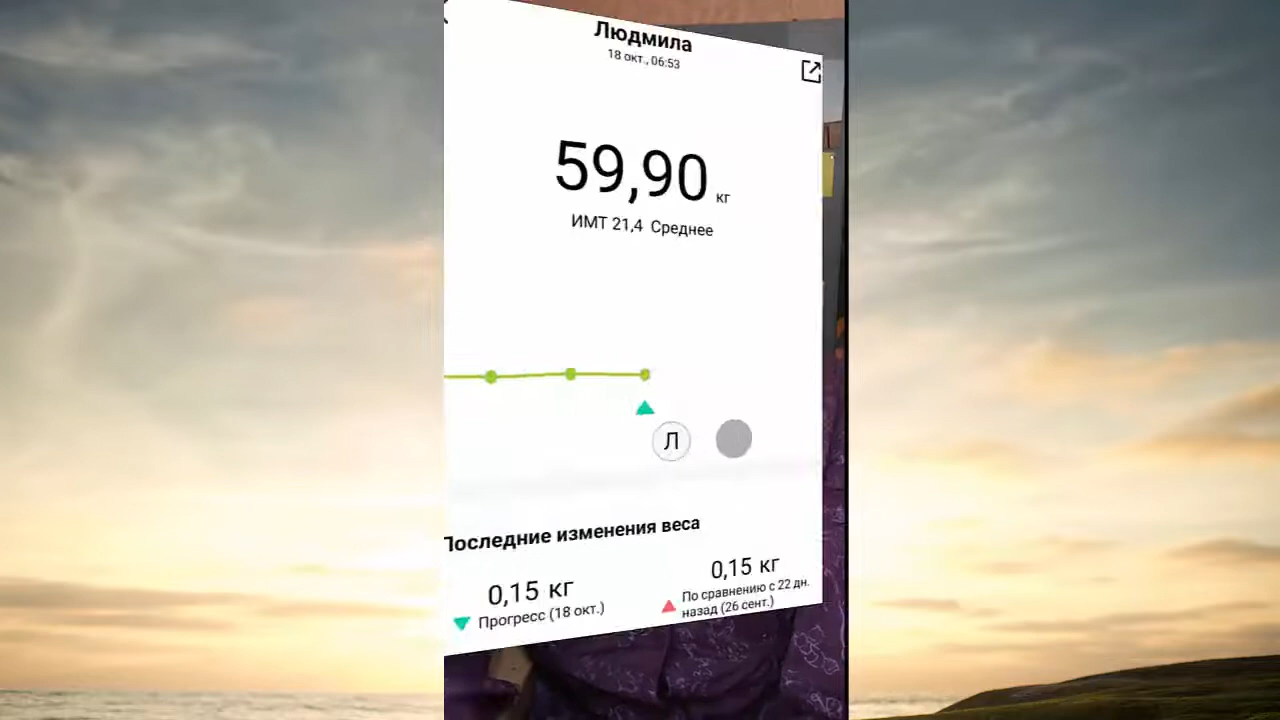 Людмила
18 окт., 06:53
59,90 кг
ИМТ 21,4 Среднее
Л
Последние изменения веса
0,15 кг
Прогресс (18 окт.)
0,15 кг
По сравнению с 22 дн.
назад (26 сент.)